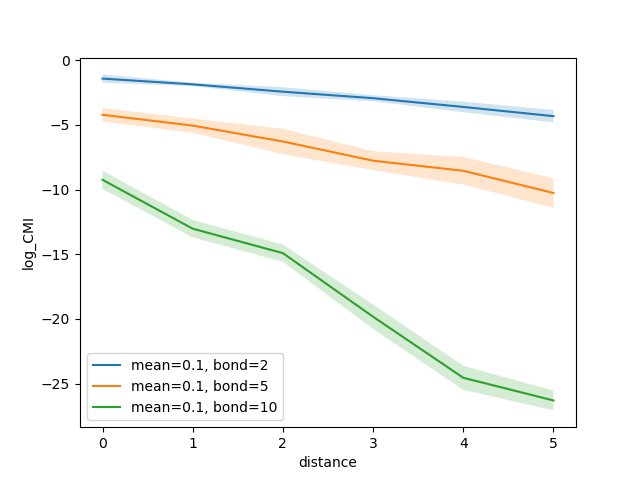 0
−5
−10
−15
−20
−25
log_CMI
mean=0.1, bond=2
mean=0.1, bond=5
mean=0.1, bond=10
0 1 2 3 4 5
distance